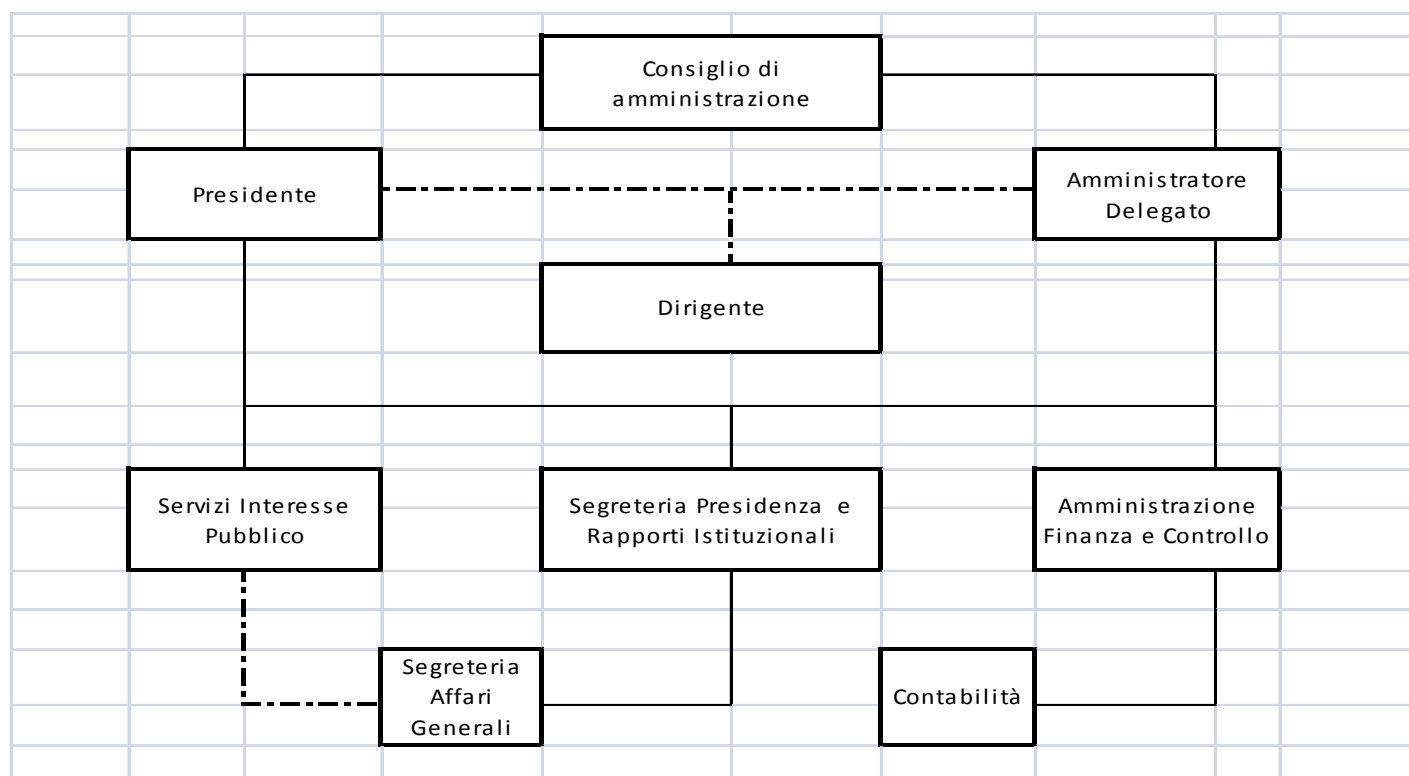 Consiglio di
amministrazione
Presidente
Amministratore
Delegato
Dirigente
Servizi Interesse
Pubblico
Segreteria Presidenza e
Rapporti Istituzionali
Amministrazione
Finanza e Controllo
Segreteria
Affari
Generali
Contabilità